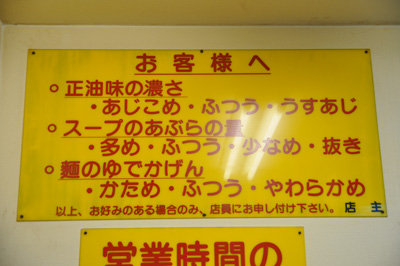 お客様へ
○正油味の濃さ
・あじこめ・ふつう・うすあじ
○スープのあぶらの量
・多め・ふつう・少なめ・抜き
○麺のゆでかげん
・かため・ふつう・やわらかめ
以上、お好みのある場合のみ、店員にお申し付け下さい。 店 主
営業時間の